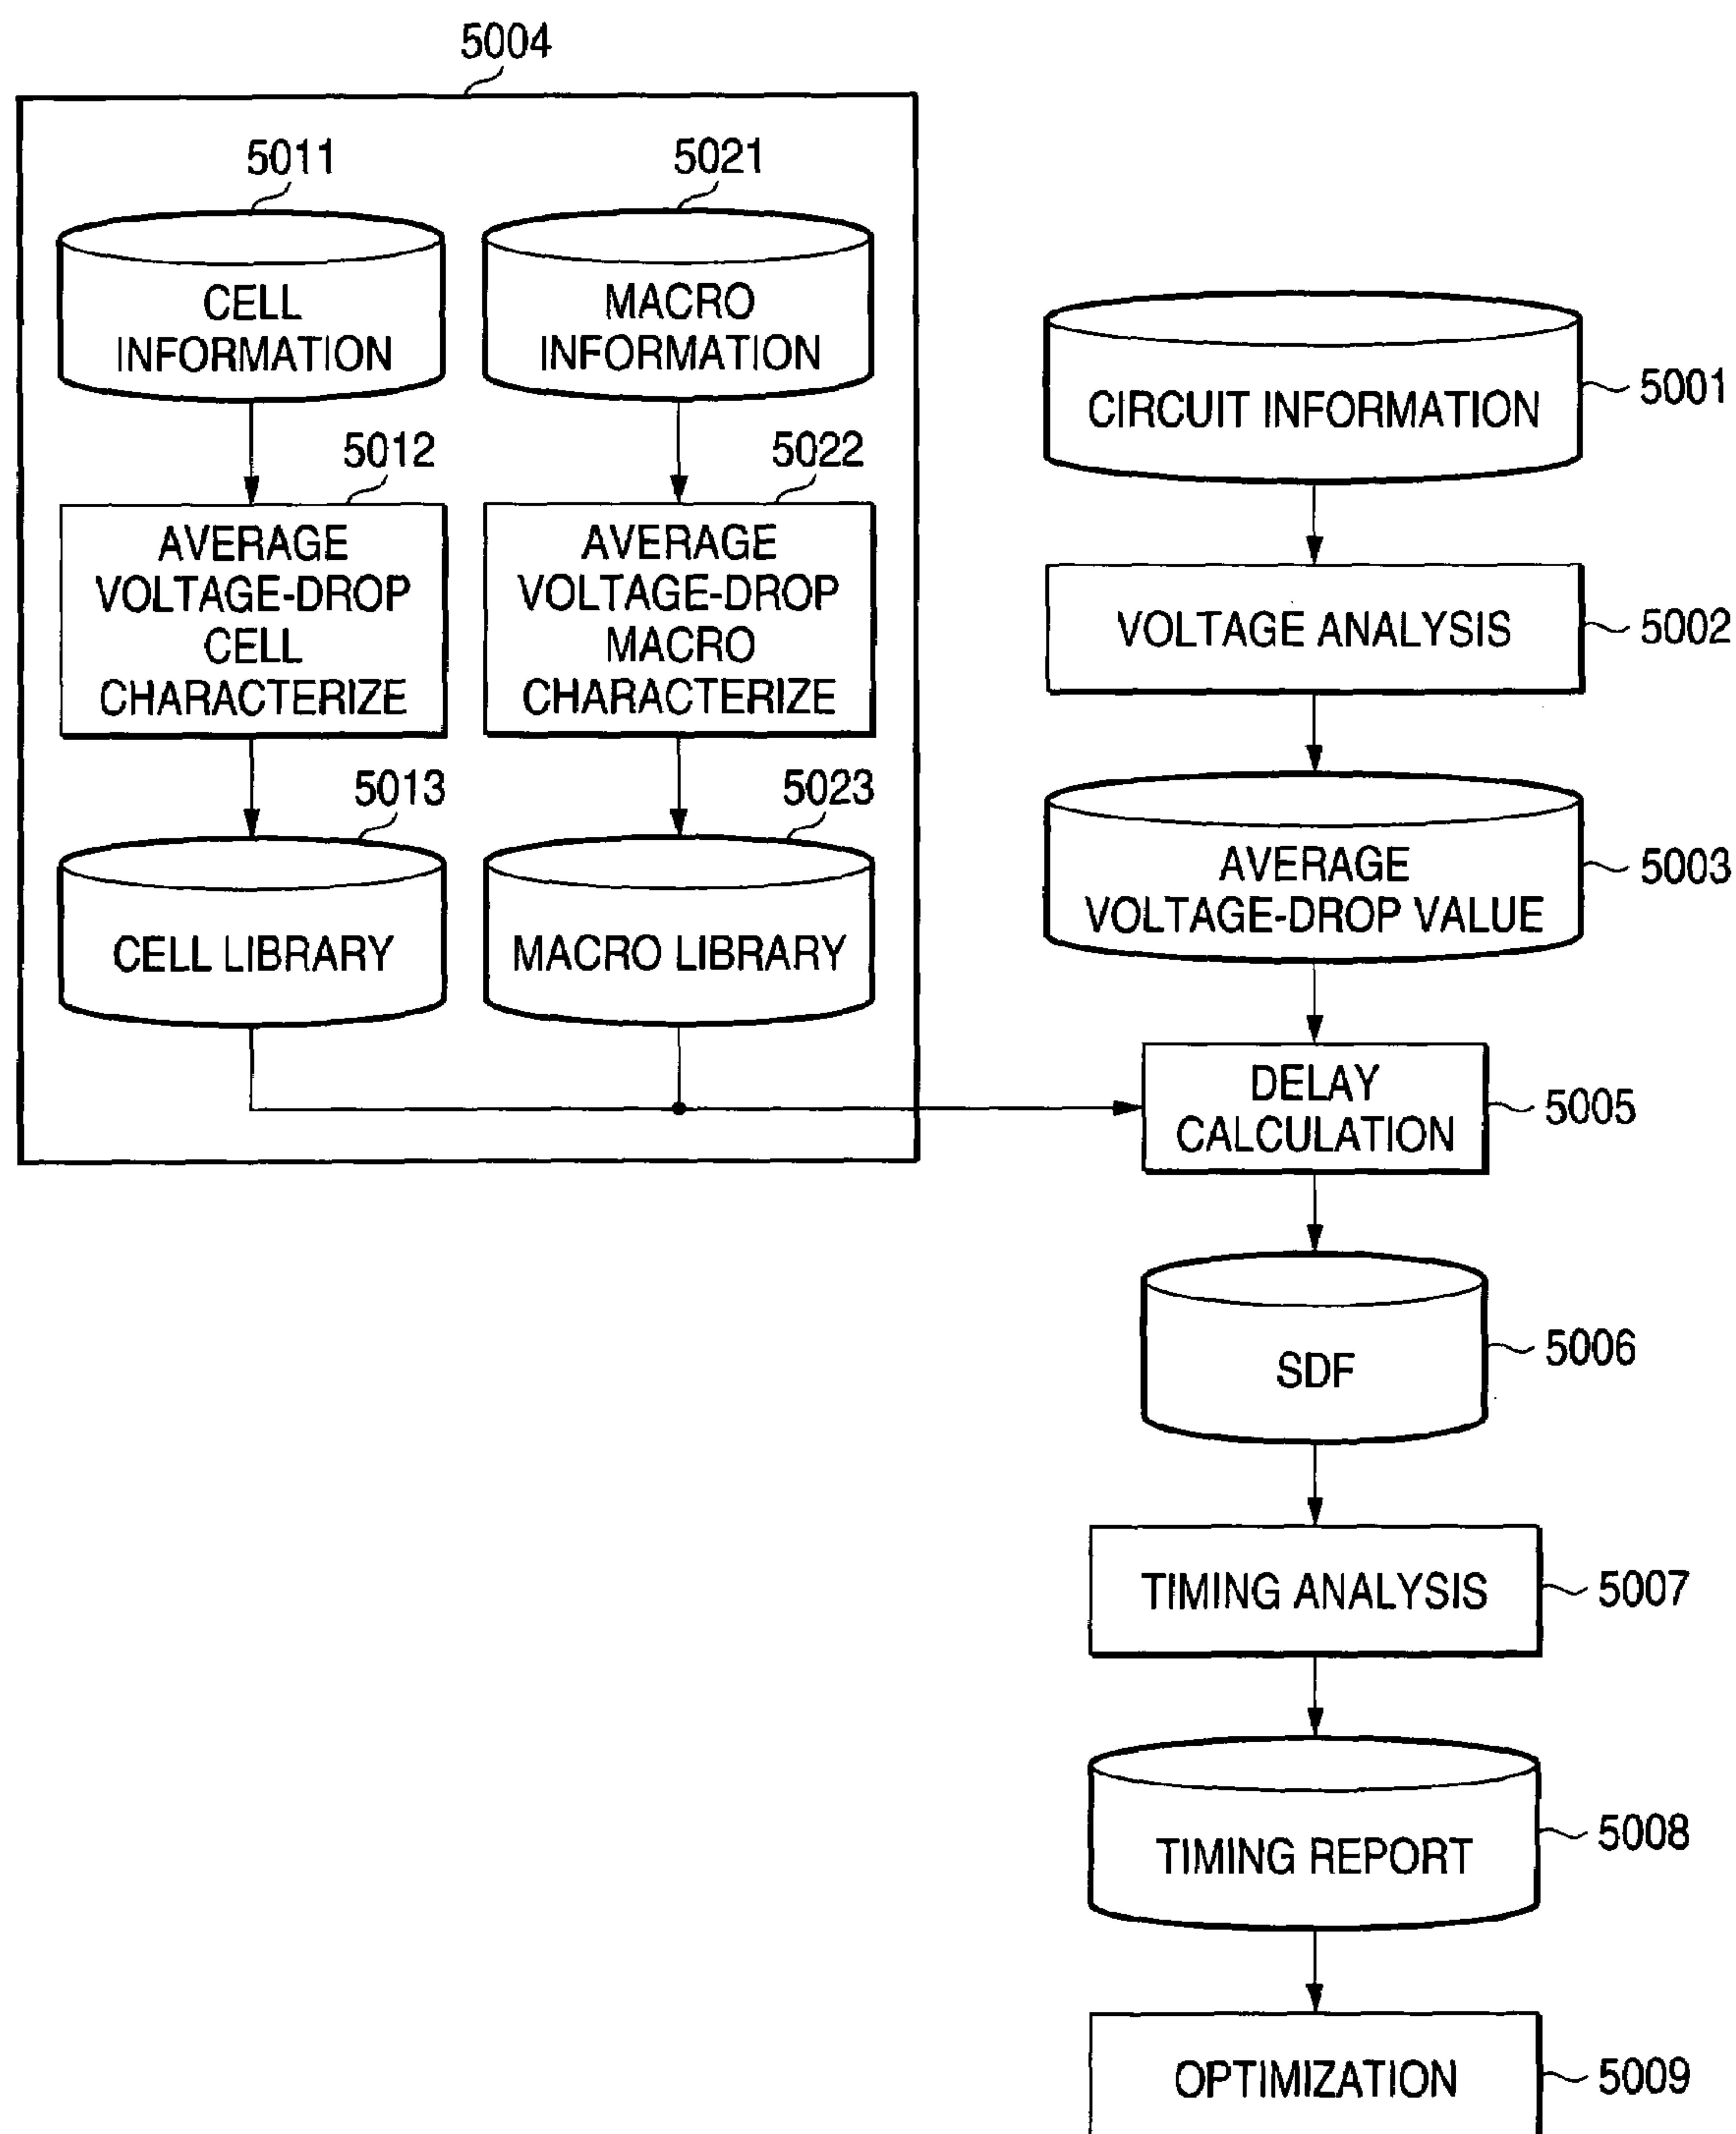 5004
5011
5021
CELL
INFORMATION
MACRO
INFORMATION
5012
5022
AVERAGE
VOLTAGE-DROP
CELL
CHARACTERIZE
AVERAGE
VOLTAGE-DROP
MACRO
CHARACTERIZE
5013
5023
CELL LIBRARY
MACRO LIBRARY
CIRCUIT INFORMATION
5001
VOLTAGE ANALYSIS
5002
AVERAGE
VOLTAGE-DROP VALUE
5003
DELAY
CALCULATION
5005
SDF
5006
TIMING ANALYSIS
5007
TIMING REPORT
5008
OPTIMIZATION
5009